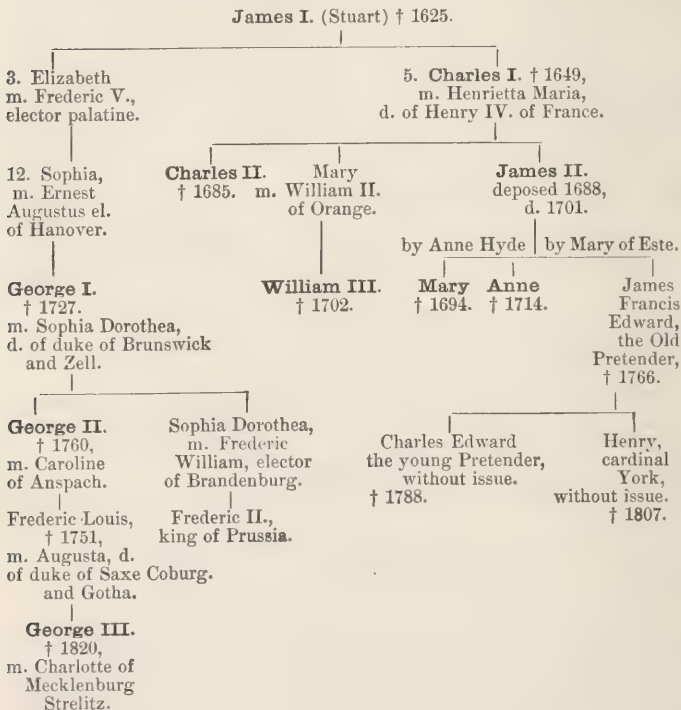 James I. (Stuart) † 1625.
3. Elizabeth
m. Frederic V.,
elector palatine.
5. Charles I. † 1649,
m. Henrietta Maria,
d. of Henry IV. of France.
12. Sophia,
m. Ernest
Augustus el.
of Hanover.
Charles II.
† 1685.
Mary
m. William II.
of Orange.
James II.
deposed 1688,
d. 1701.
by Anne Hyde
by Mary of Este.
George I.
† 1727.
m. Sophia Dorothea,
d. of duke of Brunswick
and Zell.
William III.
† 1702.
Mary
† 1694.
Anne
† 1714.
James
Francis
Edward,
the Old
Pretender,
† 1766.
George II.
† 1760,
m. Caroline
of Anspach.
Sophia Dorothea,
m. Frederic
William, elector
of Brandenburg.
Charles Edward
the young Pretender,
without issue.
† 1788.
Henry,
cardinal
York,
without issue.
† 1807.
Frederic Louis,
† 1751,
m. Augusta, d.
of duke of Saxe Coburg.
and Gotha.
Frederic II.,
king of Prussia.
George III.
† 1820,
m. Charlotte of
Mecklenburg
Strelitz.